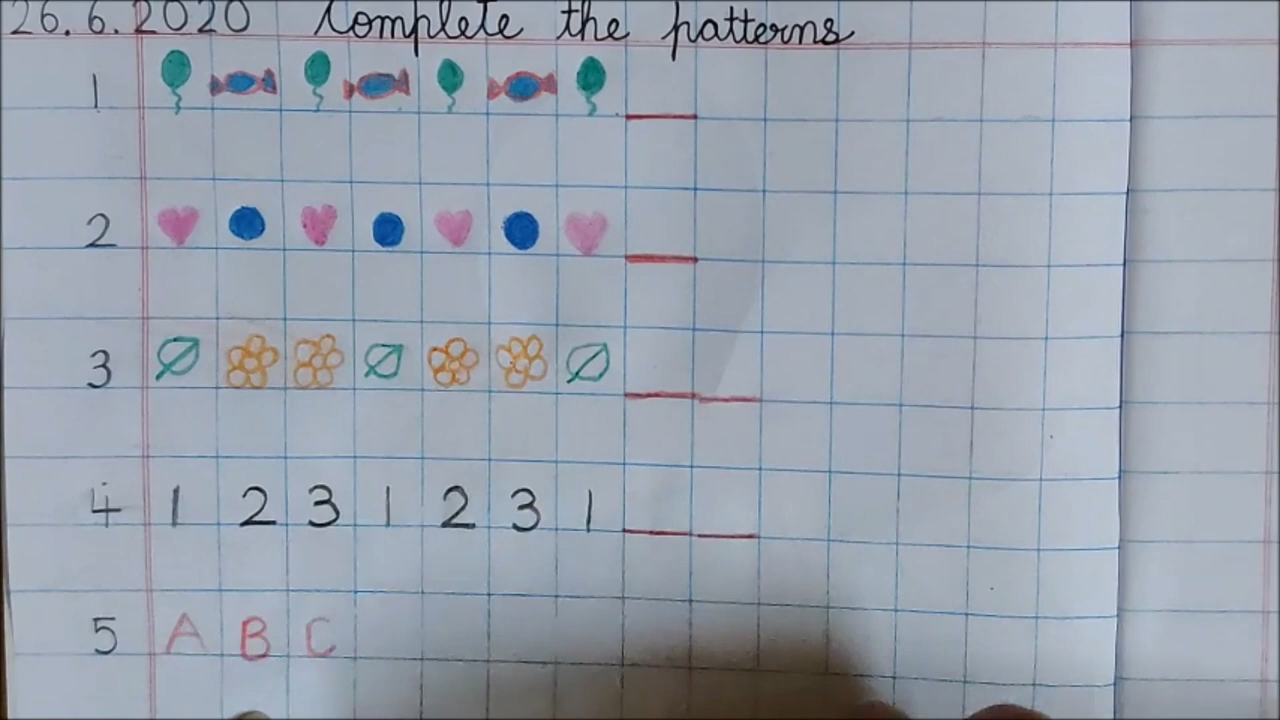 26.6.2020 Complete the patterns
1
2
3
4 1 2 3 1 2 3 1
5 A B C